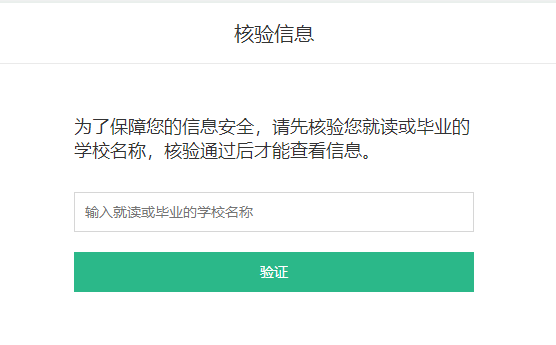 核验信息
为了保障您的信息安全，请先核验您就读或毕业的
学校名称，核验通过后才能查看信息。
输入就读或毕业的学校名称
验证